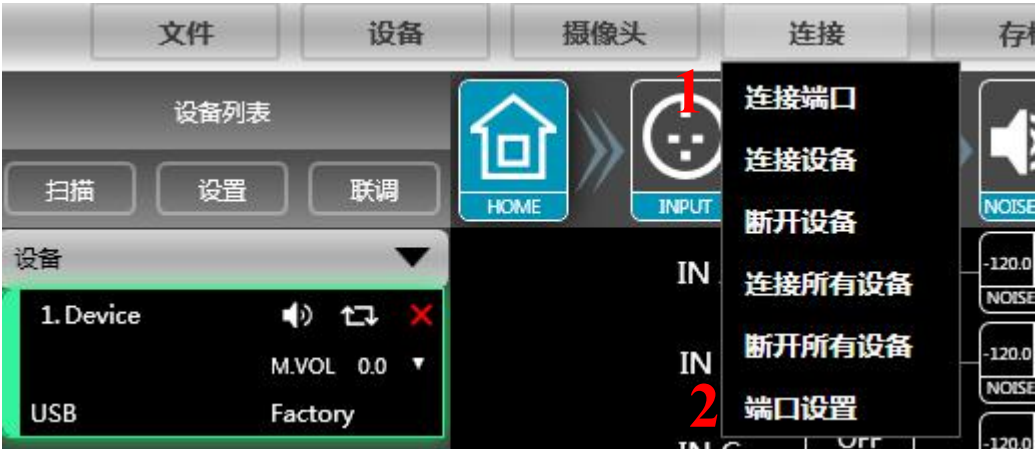 文件 设备 摄像头 连接
设备列表
扫描 设置 联调
HOME INPUT NOISE
设备
1.Device
M.VOL 0.0
USB Factory
1
连接端口
连接设备
断开设备
连接所有设备
断开所有设备
2 端口设置
IN
IN
OFF
-120.0
NOISE
-120.0
NOISE
-120.0